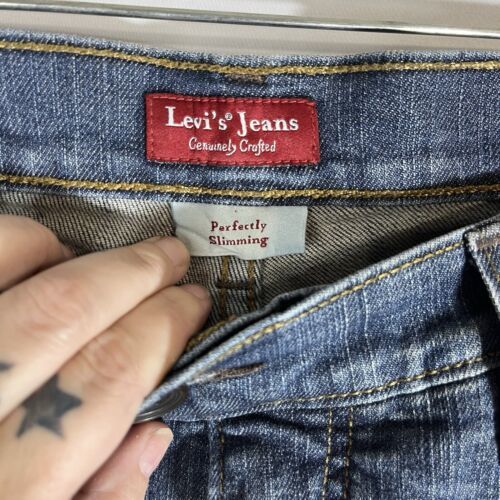 Levi's® Jeans
Genuinely Crafted
Perfectly
Slimming